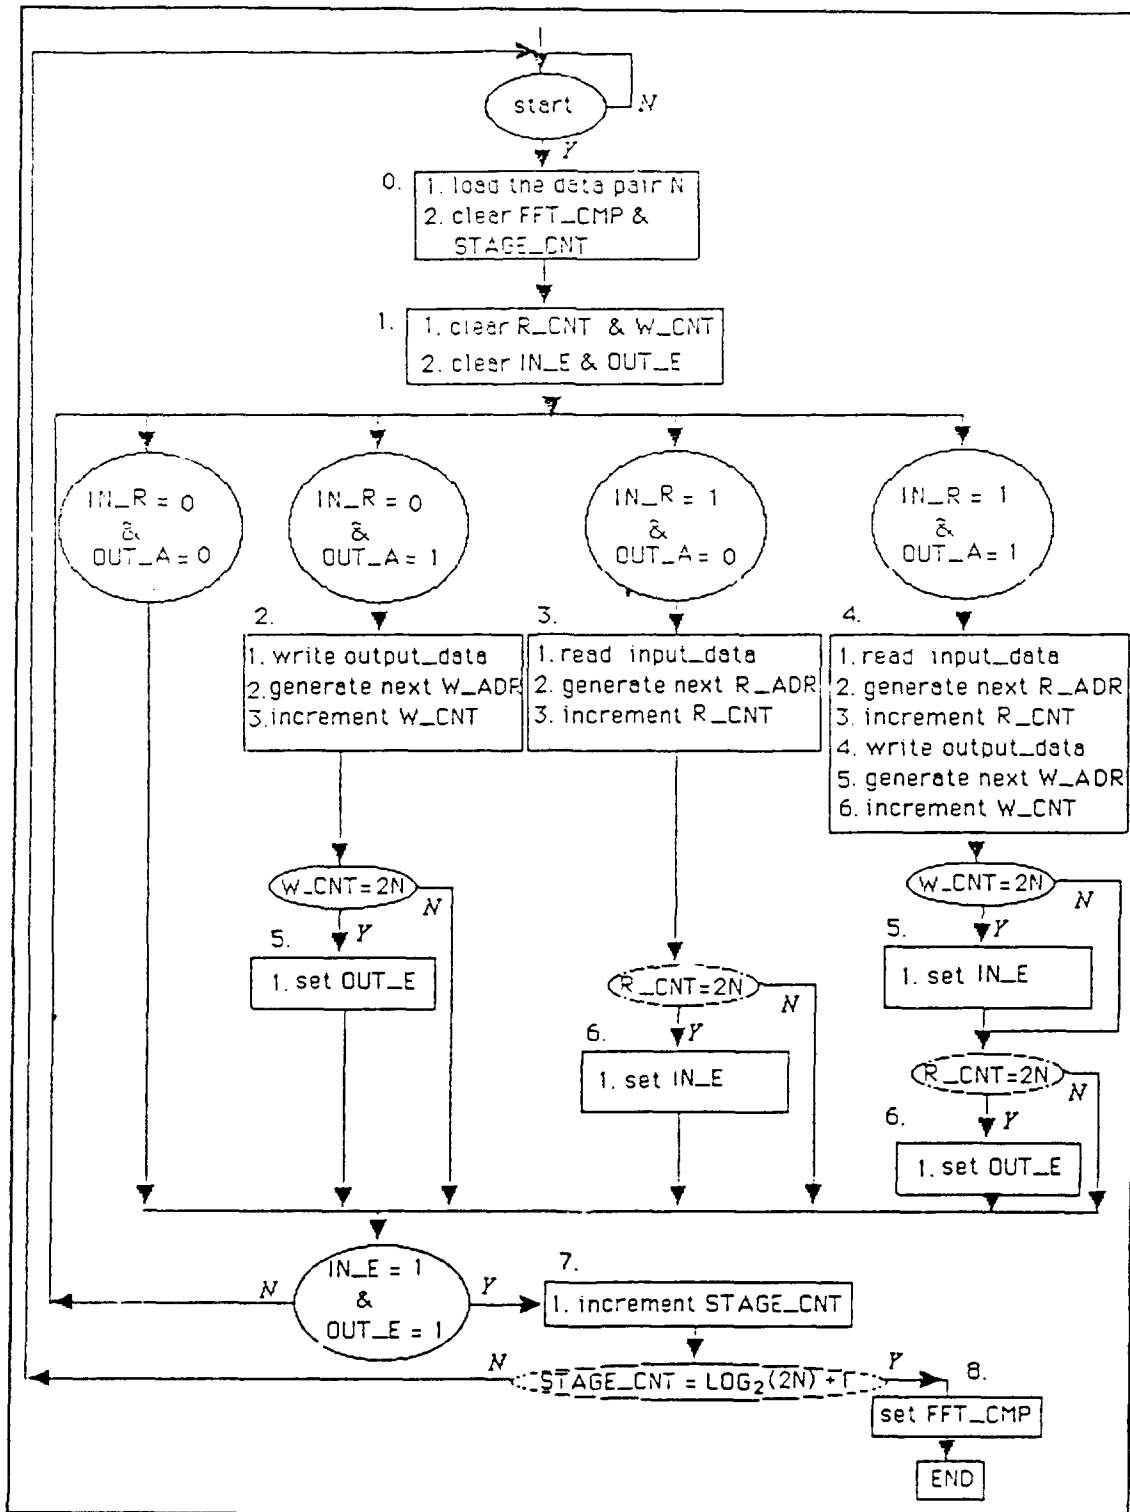 start
N
Y
0.
1. load the data pair N
2. clear FFT_CMP &
STAGE_CNT
1.
1. clear R_CNT & W_CNT
2. clear IN_E & OUT_E
IN_R = 0
&
OUT_A = 0
IN_R = 0
&
OUT_A = 1
IN_R = 1
&
OUT_A = 0
IN_R = 1
&
OUT_A = 1
2.
1. write output_data
2. generate next W_ADR
3. increment W_CNT
3.
1. read input_data
2. generate next R_ADR
3. increment R_CNT
4.
1. read input_data
2. generate next R_ADR
3. increment R_CNT
4. write output_data
5. generate next W_ADR
6. increment W_CNT
W_CNT = 2N
N
Y
5.
1. set OUT_E
R_CNT = 2N
N
Y
6.
1. set IN_E
W_CNT = 2N
N
Y
5.
1. set IN_E
R_CNT = 2N
N
Y
6.
1. set OUT_E
IN_E = 1
&
OUT_E = 1
N
Y
7.
1. increment STAGE_CNT
N
STAGE_CNT = LOG₂(2N) +
Y
8.
set FFT_CMP
END